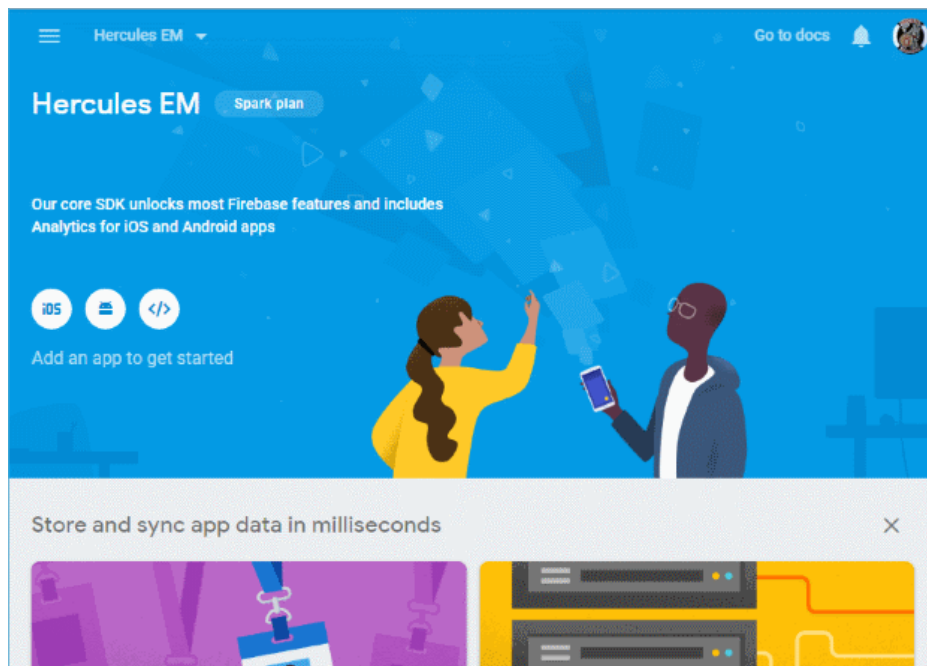 Hercules EM
Go to docs
Hercules EM
Spark plan
Our core SDK unlocks most Firebase features and includes
Analytics for iOS and Android apps
iOS
</>
Add an app to get started
Store and sync app data in milliseconds